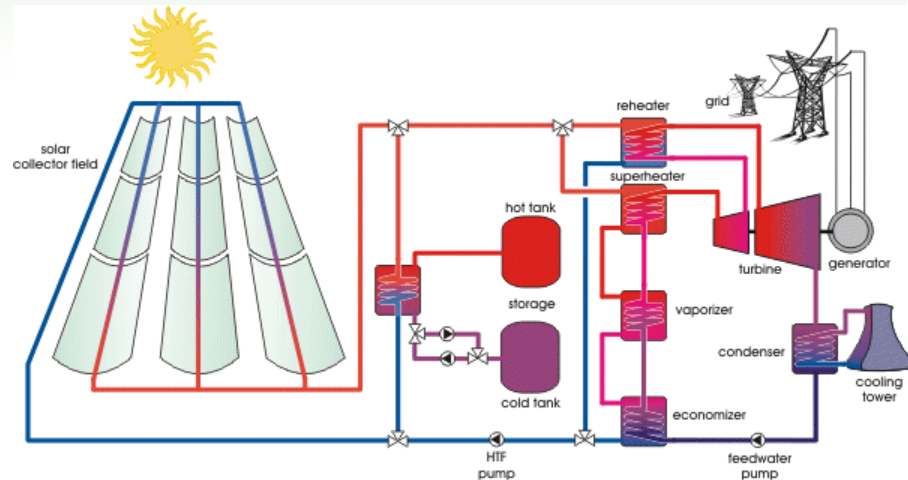 solar
collector field
reheater
grid
superheater
hot tank
storage
cold tank
turbine
generator
vaporizer
condenser
cooling
tower
economizer
HTF
pump
feedwater
pump